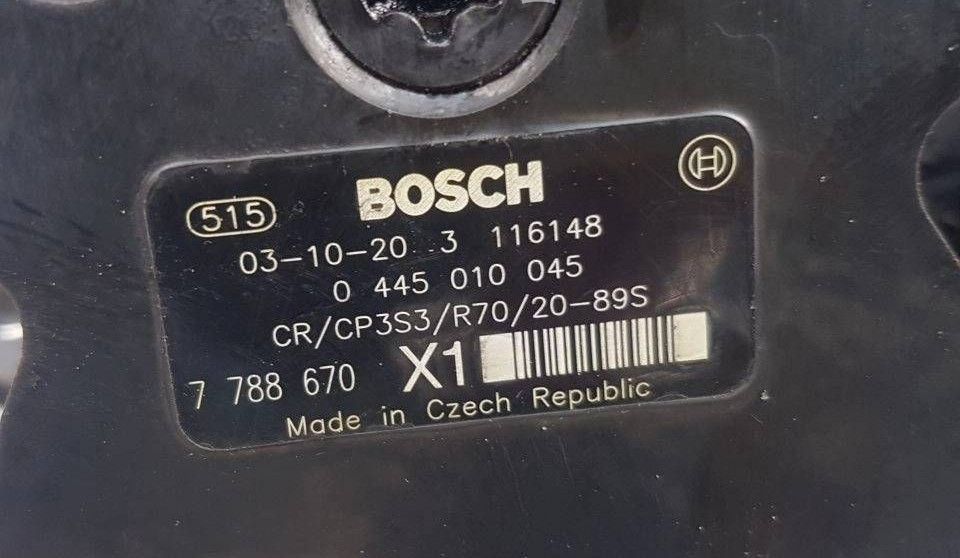 BOSCH
515
03-10-20 3 116148
0 445 010 045
CR/CP3S3/R70/20-89S
7 788 670 X1
Made in Czech Republic